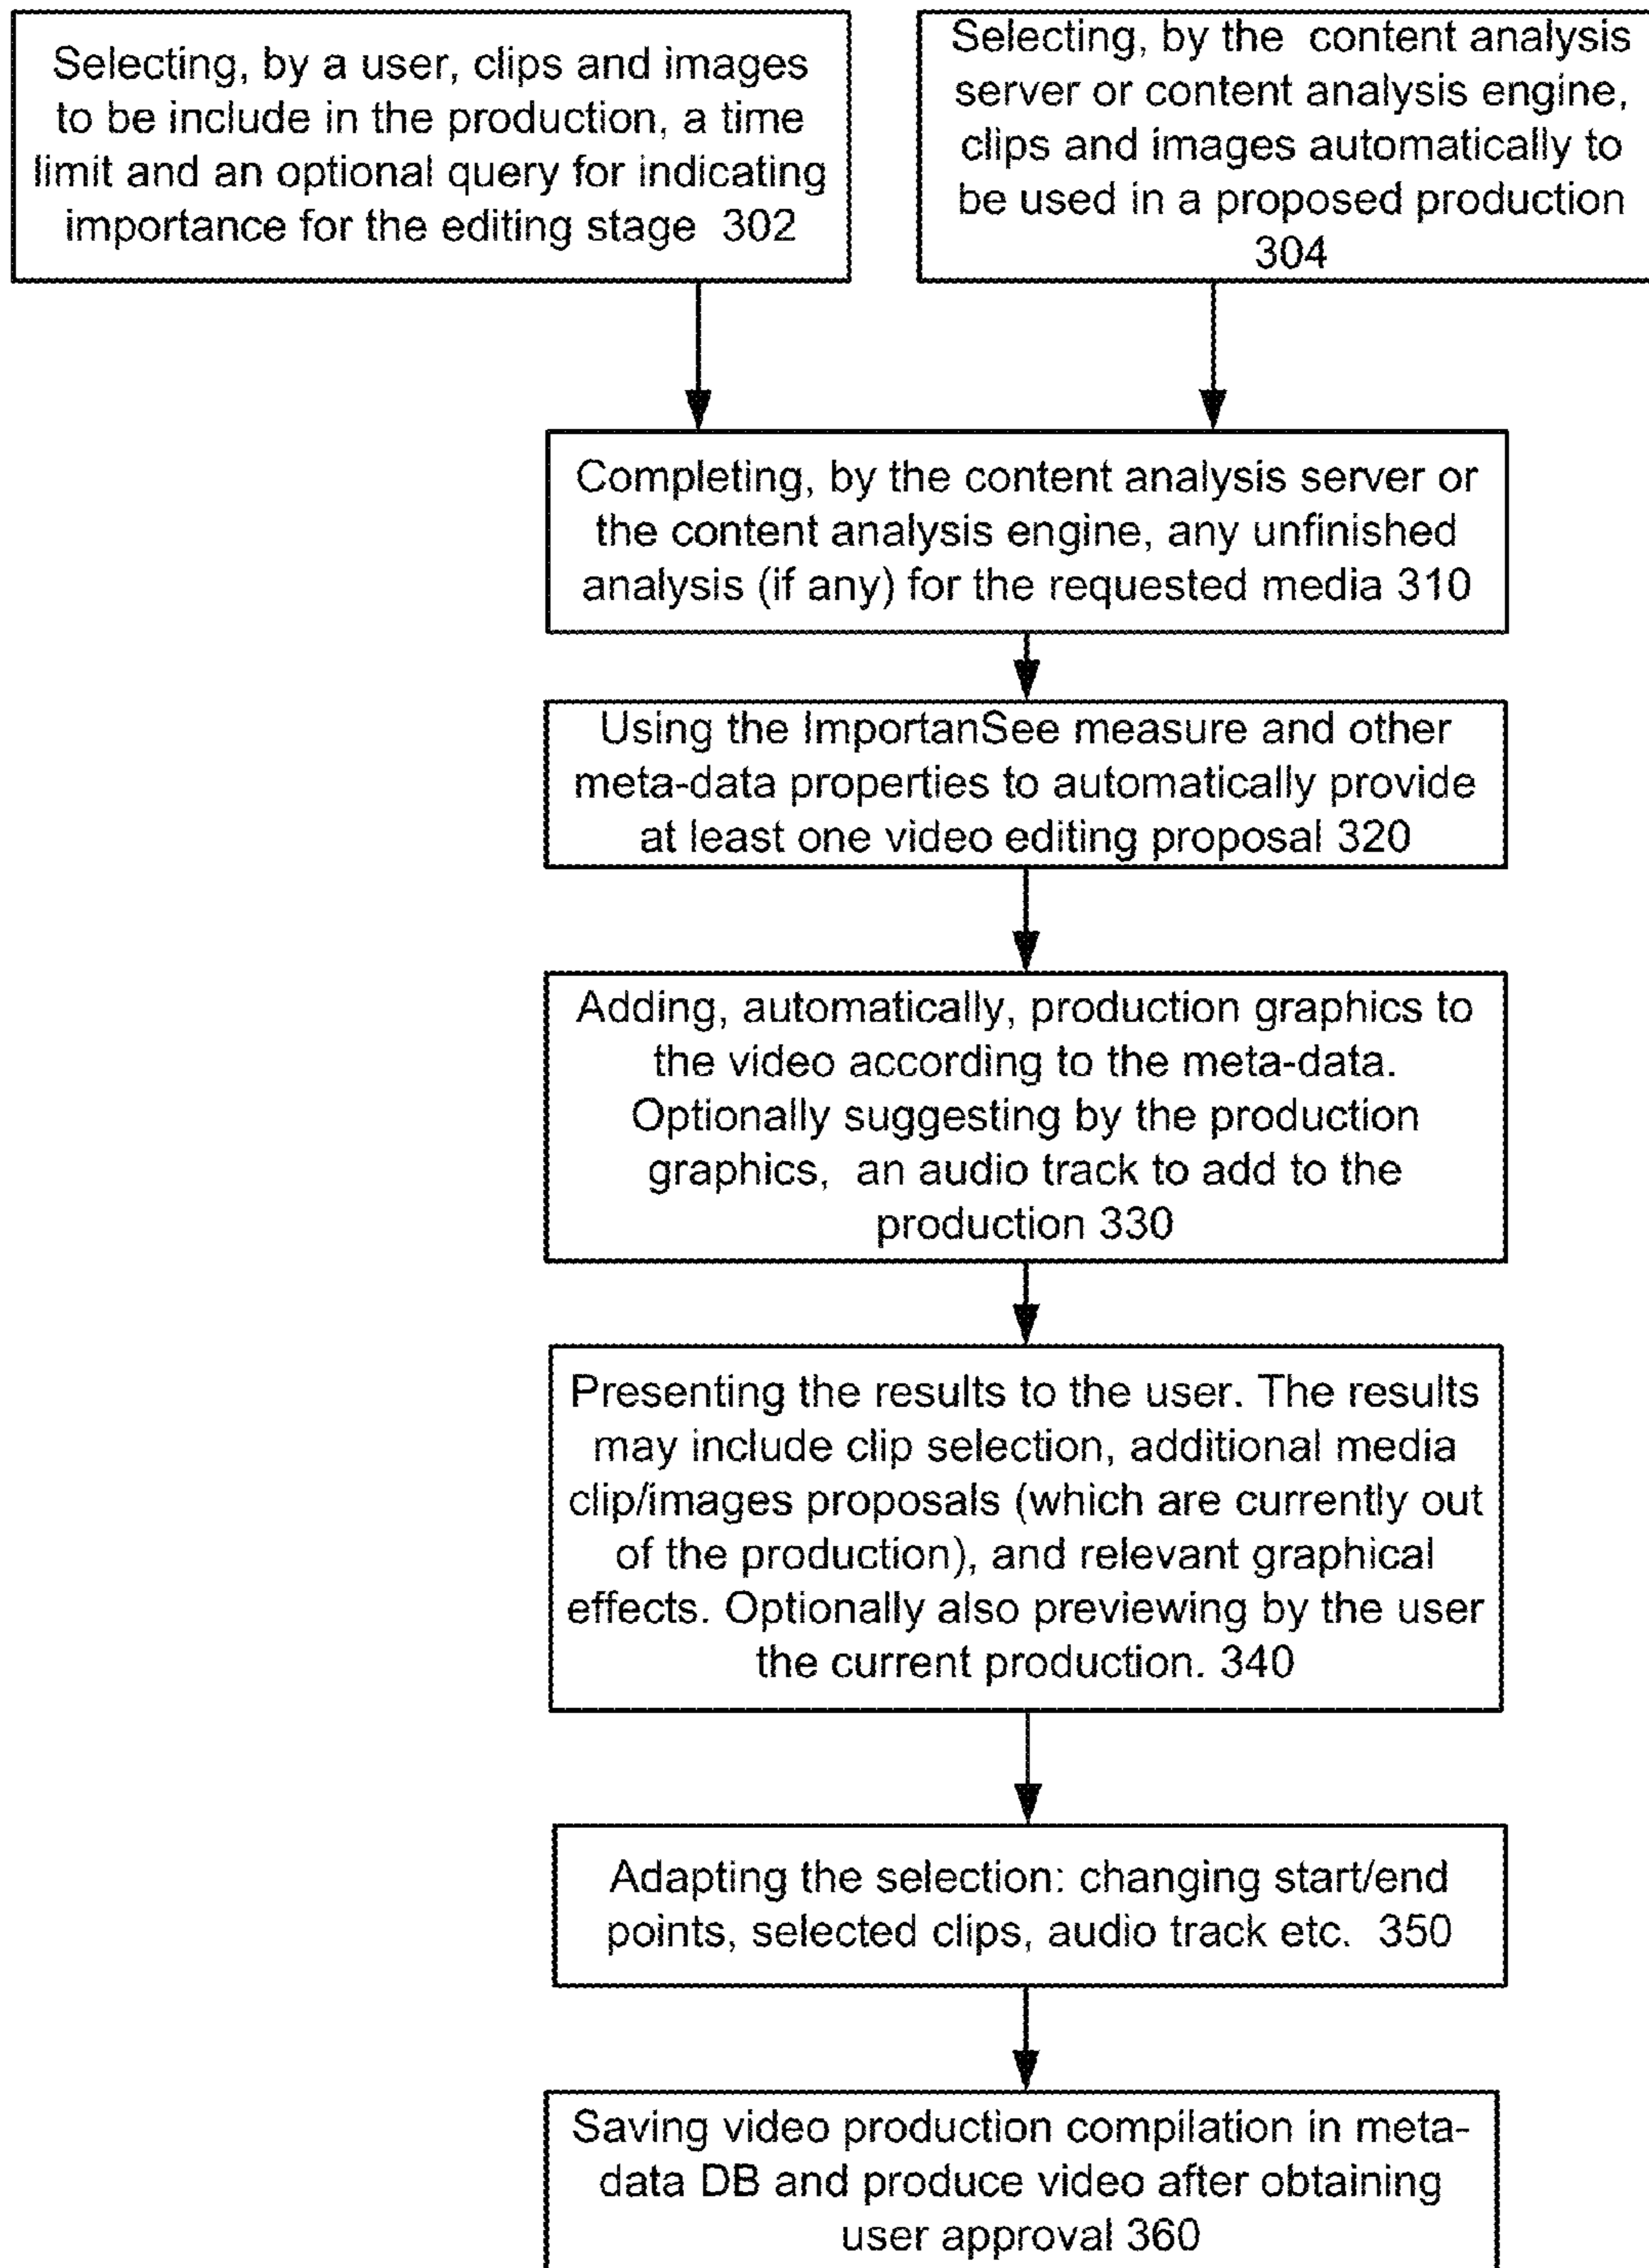 Selecting, by a user, clips and images
to be include in the production, a time
limit and an optional query for indicating
importance for the editing stage 302
Selecting, by the content analysis
server or content analysis engine,
clips and images automatically to
be used in a proposed production
304
Completing, by the content analysis server or
the content analysis engine, any unfinished
analysis (if any) for the requested media 310
Using the ImportanSee measure and other
meta-data properties to automatically provide
at least one video editing proposal 320
Adding, automatically, production graphics to
the video according to the meta-data.
Optionally suggesting by the production
graphics, an audio track to add to the
production 330
Presenting the results to the user. The results
may include clip selection, additional media
clip/images proposals (which are currently out
of the production), and relevant graphical
effects. Optionally also previewing by the user
the current production. 340
Adapting the selection: changing start/end
points, selected clips, audio track etc. 350
Saving video production compilation in meta-
data DB and produce video after obtaining
user approval 360